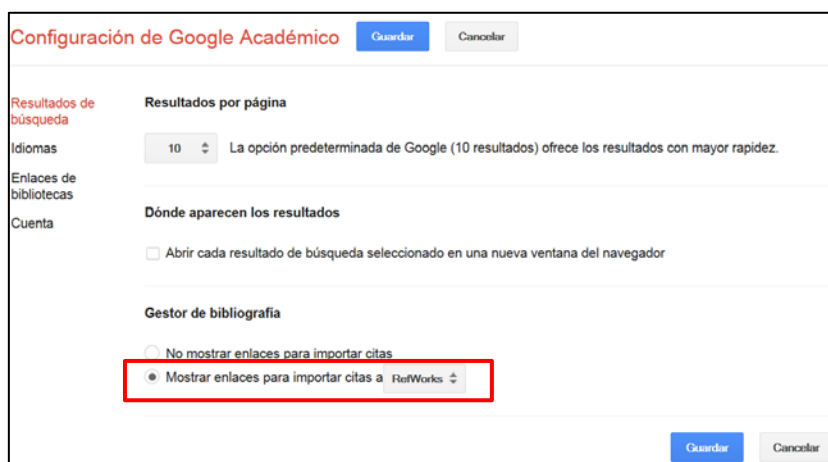 Configuración de Google Académico Guardar Cancelar
Resultados de
búsqueda
Idiomas
Enlaces de
bibliotecas
Cuenta
Resultados por página
10 La opción predeterminada de Google (10 resultados) ofrece los resultados con mayor rapidez.
Dónde aparecen los resultados
Abrir cada resultado de búsqueda seleccionado en una nueva ventana del navegador
Gestor de bibliografía
No mostrar enlaces para importar citas
Mostrar enlaces para importar citas a RefWorks
Guardar Cancelar